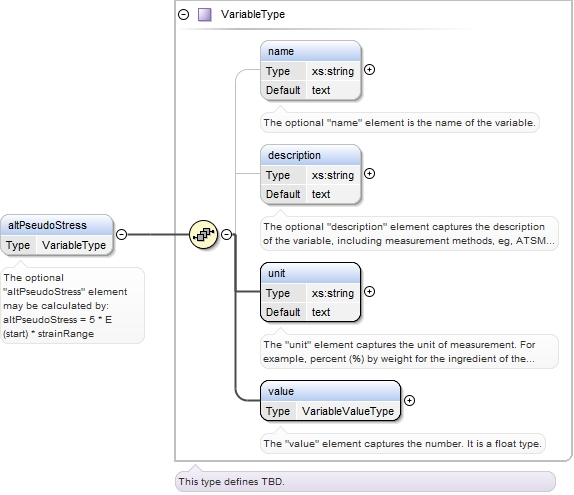 VariableType
name
Type xs:string
Default text
The optional "name" element is the name of the variable.
description
Type xs:string
Default text
The optional "description" element captures the description
of the variable, including measurement methods, eg, ATSM...
altPseudoStress
Type VariableType
The optional
"altPseudoStress" element
may be calculated by:
altPseudoStress = 5 * E
(start) * strainRange
unit
Type xs:string
Default text
The "unit" element captures the unit of measurement. For
example, percent (%) by weight for the ingredient of the...
value
Type VariableValueType
The "value" element captures the number. It is a float type.
This type defines TBD.